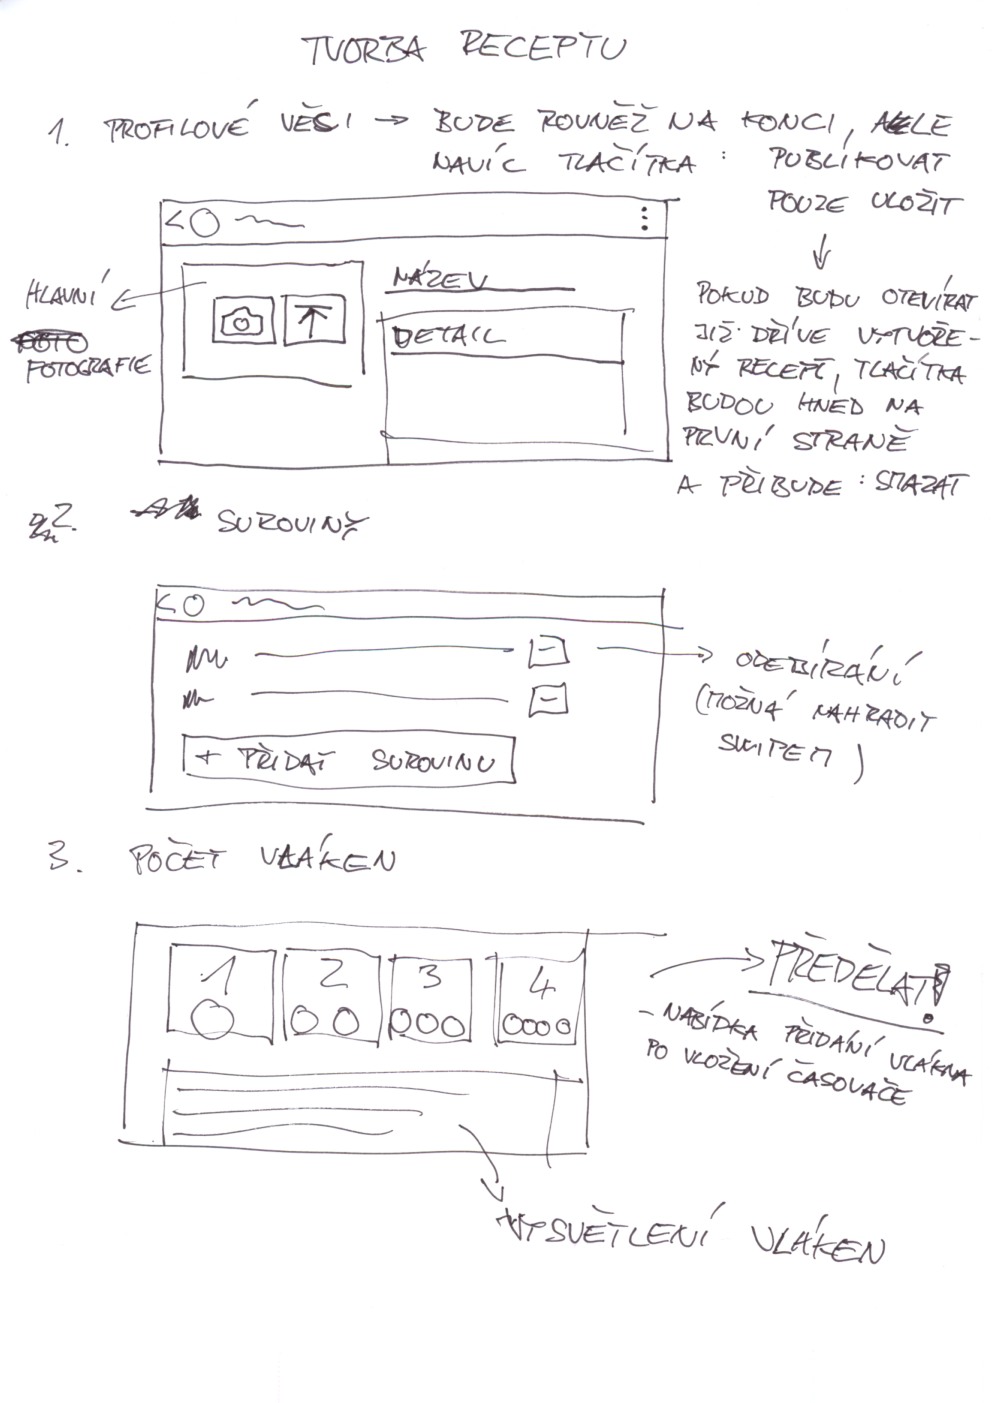 TVORBA RECEPTU
1. PROFILOVÉ VĚCI → BUDE ROVNĚŽ NA KONCI, ALE
NAVÍC TLAČÍTKA : PUBLIKOVAT
POUZE ULOŽIT
POKUD BUDU OTEVÍRAT
JIŽ DŘÍVE VYTVOŘE-
NÝ RECEPT, TLAČÍTKA
BUDOU HNED NA
PRVNÍ STRANĚ
A PŘIBUDE : SMAZAT
HLAVNÍ
FOTO
FOTOGRAFIE
NÁZEV
DETAIL
2. SUROVINY
+ PŘIDAT SUROVINU
ODEBÍRÁNÍ
(MOŽNÁ NAHRADIT
SWIPEM)
3. POČET VLÁKEN
1 2 3 4
PŘEDĚLAT!
- NABÍDKA PŘIDÁNÍ VLÁKNA
PO VLOŽENÍ ČASOVAČE
VYSVĚTLENÍ VLÁKEN